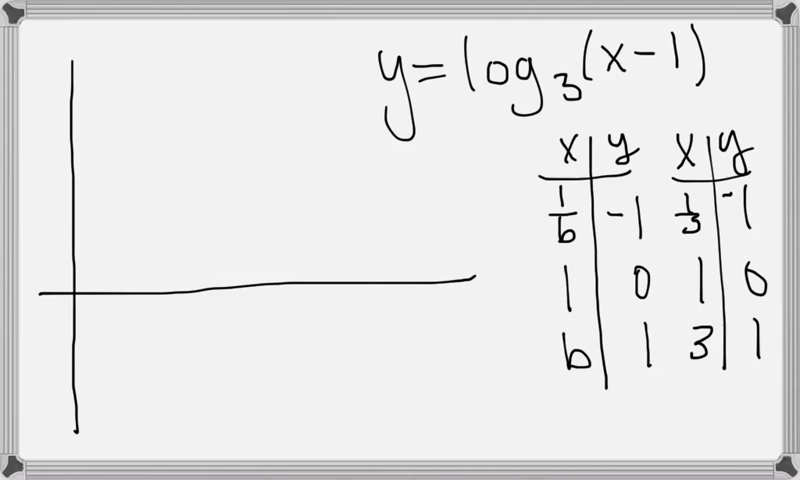 y=log₃(x-1)
x y x y
1/b -1 1/3 -1
1 0 1 0
b 1 3 1